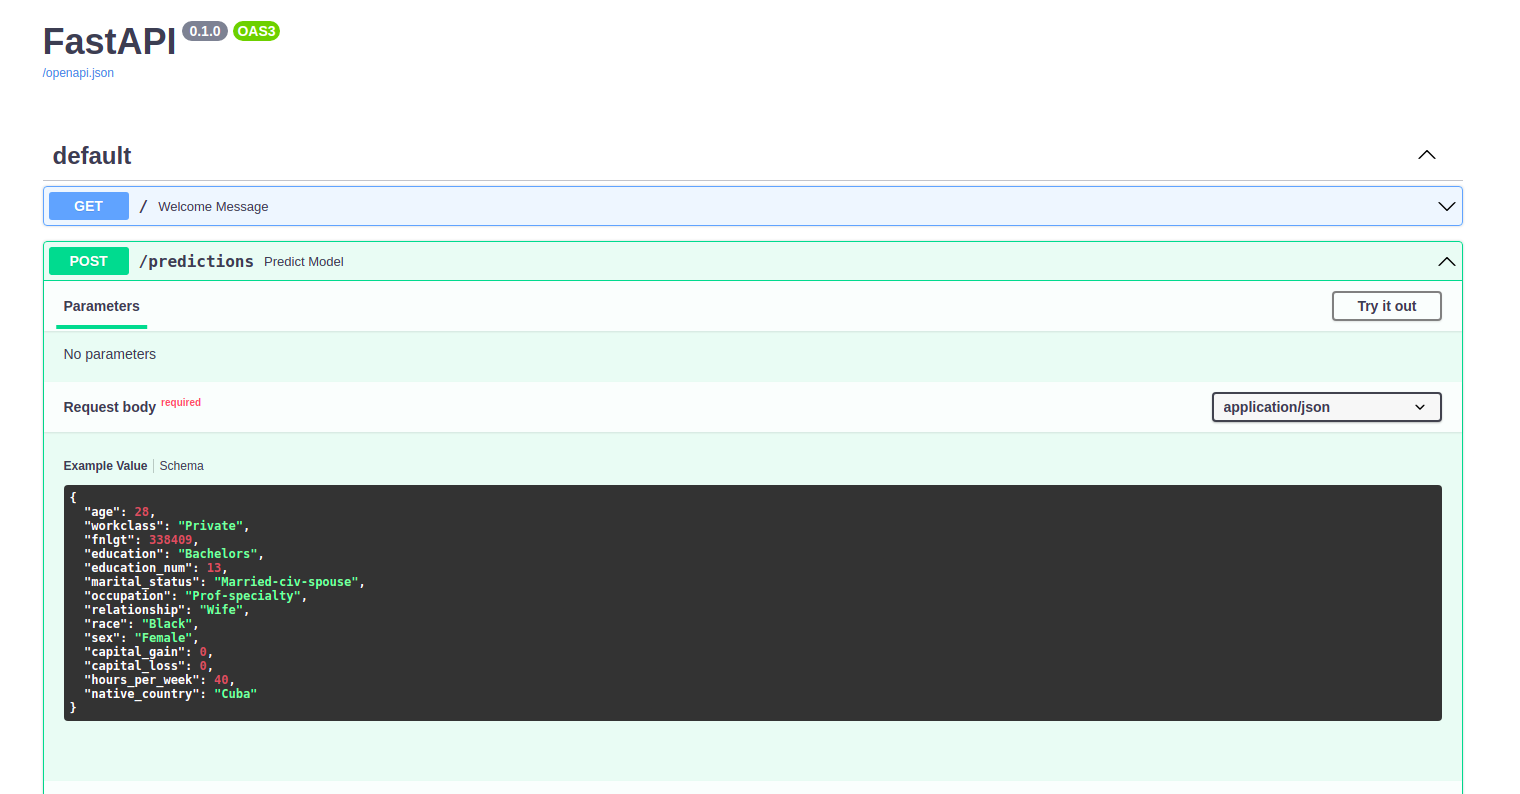 FastAPI 0.1.0 OAS3
/openapi.json
default
GET / Welcome Message
POST /predictions Predict Model
Parameters
Try it out
No parameters
Request body required
application/json
Example Value Schema
{
  "age": 28,
  "workclass": "Private",
  "fnlgt": 338409,
  "education": "Bachelors",
  "education_num": 13,
  "marital_status": "Married-civ-spouse",
  "occupation": "Prof-specialty",
  "relationship": "Wife",
  "race": "Black",
  "sex": "Female",
  "capital_gain": 0,
  "capital_loss": 0,
  "hours_per_week": 40,
  "native_country": "Cuba"
}